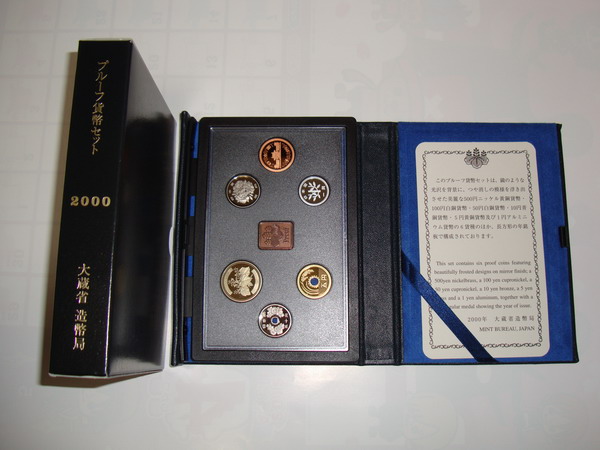 プルーフ貨幣セット
2000
大蔵省 造幣局
このプルーフ貨幣セットは、鏡のような
光沢を背景に、つや消しの模様を浮き出
させた美麗な500円ニッケル黄銅貨幣・
100円白銅貨幣・50円白銅貨幣・10円青
銅貨幣・5円黄銅貨幣及び1円アルミニ
ウム貨幣の6貨種のほか、長方形の年銘
板で構成されております。
This set contains six proof coins featuring
beautifully frosted designs on mirror finish; a
500yen nickelbrass, a 100 yen cupronickel, a
50 yen cupronickel, a 10 yen bronze, a 5 yen
and a 1 yen aluminum, together with a
medal showing the year of issue.
2000年 大蔵省造幣局
MINT BUREAU, JAPAN